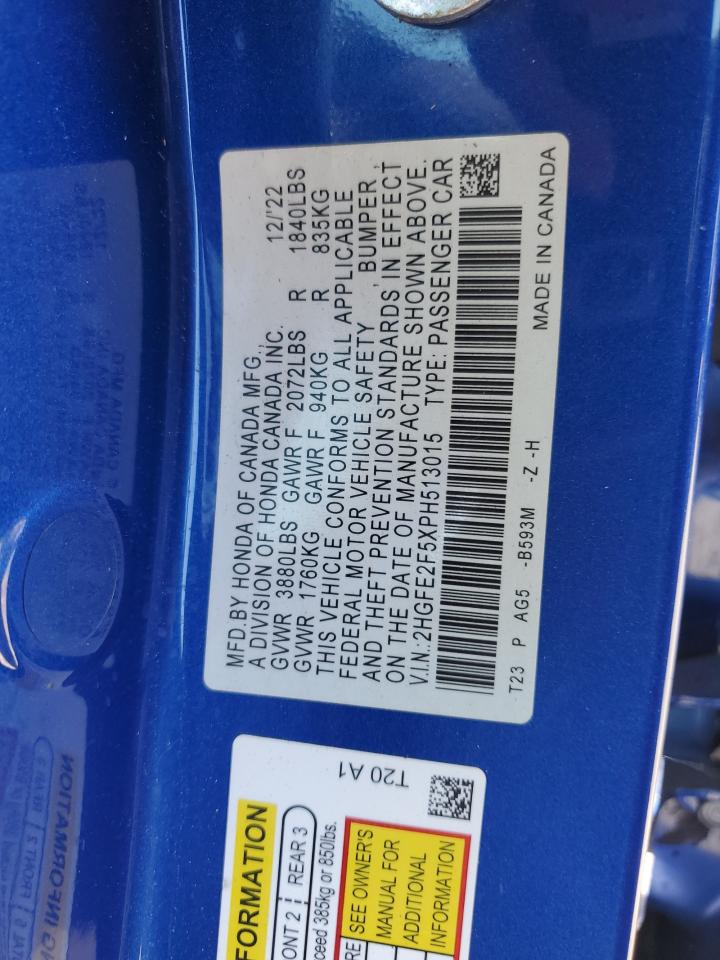 MFD.BY HONDA OF CANADA MFG., 12/'22
A DIVISION OF HONDA CANADA INC.
GVWR 3880LBS GAWR F 2072LBS R 1840LBS
GVWR 1760KG GAWR F 940KG R 835KG
THIS VEHICLE CONFORMS TO ALL APPLICABLE
FEDERAL MOTOR VEHICLE SAFETY , BUMPER ,
AND THEFT PREVENTION STANDARDS, IN EFFECT
ON THE DATE OF MANUFACTURE SHOWN ABOVE.
V.I.N.:2HGFE2F5XPH513015 TYPE: PASSENGER CAR
T23 P AG5 -B593M -Z -H MADE IN CANADA
T20 A1
FORMATION
ONT 2 REAR 3
ceed 385kg or 850lbs.
RE SEE OWNER'S
MANUAL FOR
ADDITIONAL
INFORMATION